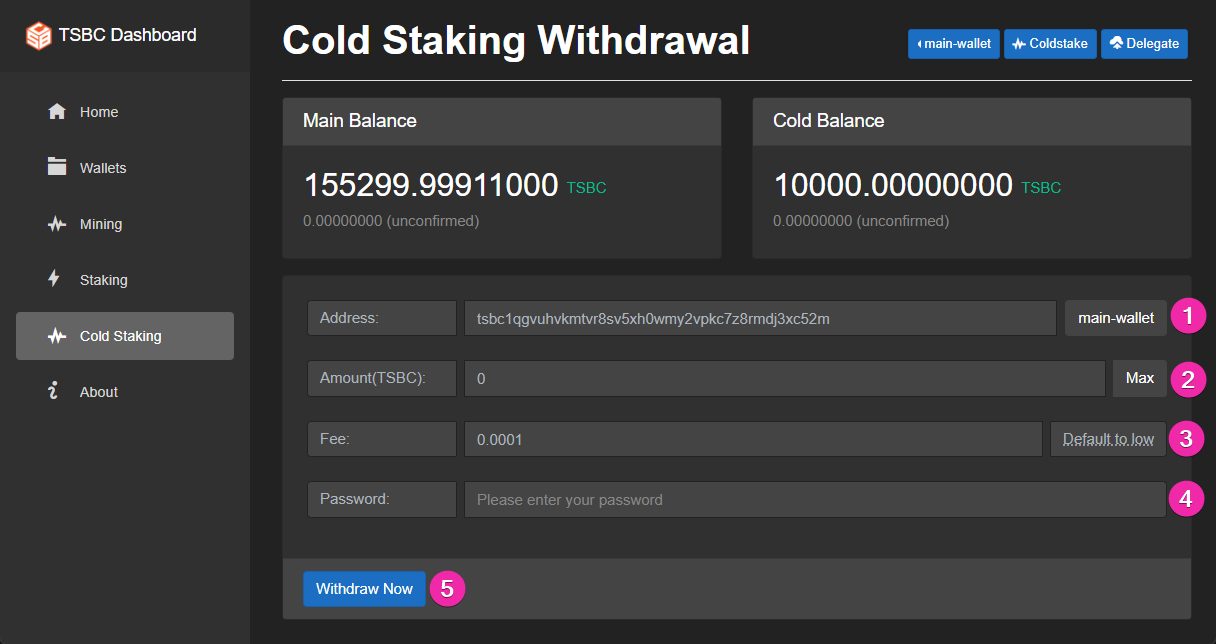 TSBC Dashboard
Home
Wallets
Mining
Staking
Cold Staking
About
Cold Staking Withdrawal
main-wallet Coldstake Delegate
Main Balance
155299.99911000 TSBC
0.00000000 (unconfirmed)
Cold Balance
10000.00000000 TSBC
0.00000000 (unconfirmed)
Address: tsbc1qgvuhvkmtvr8sv5xh0wmy2vpkc7z8rmdj3xc52m main-wallet 1
Amount(TSBC): 0 Max 2
Fee: 0.0001 Default to low 3
Password: Please enter your password 4
Withdraw Now 5